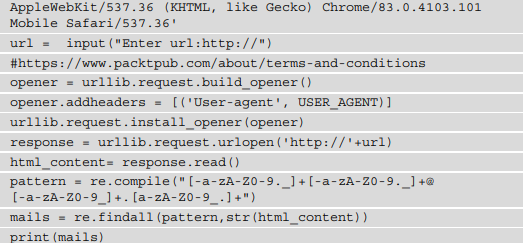 AppleWebKit/537.36 (KHTML, like Gecko) Chrome/83.0.4103.101
Mobile Safari/537.36'
url =  input("Enter url:http://")
#https://www.packtpub.com/about/terms-and-conditions
opener = urllib.request.build_opener()
opener.addheaders = [('User-agent', USER_AGENT)]
urllib.request.install_opener(opener)
response = urllib.request.urlopen('http://'+url)
html_content= response.read()
pattern = re.compile("[-a-zA-Z0-9._]+[-a-zA-Z0-9._]+@
[-a-zA-Z0-9_]+.[a-zA-Z0-9_.]+")
mails = re.findall(pattern,str(html_content))
print(mails)